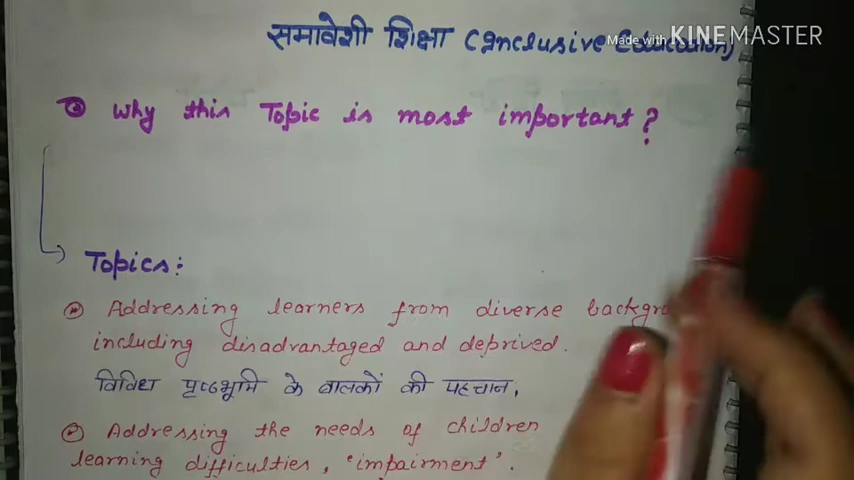 समावेशी शिक्षा (Inclusive Education)
Made with KINEMASTER
Why this Topic is most important?
Topics:
Addressing learners from diverse
including disadvantaged and deprived.
विविध पृष्ठभूमि के बालकों की पहचान,
Addressing the needs of children
learning difficulties, 'impairment'.